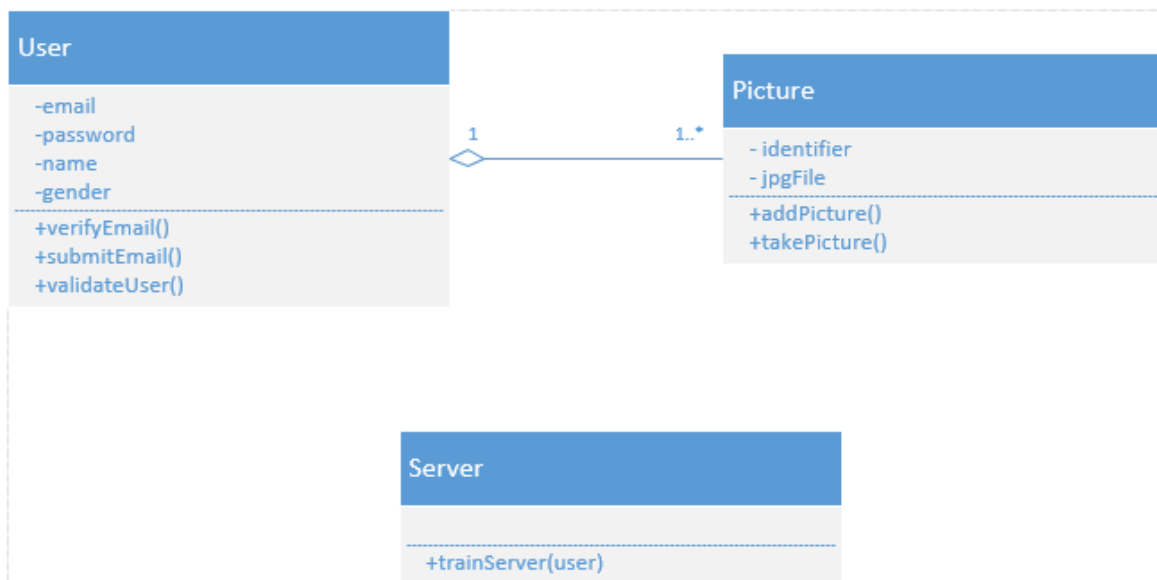 User
-email
-password
-name
-gender
+verifyEmail()
+submitEmail()
+validateUser()
1
1..*
Picture
- identifier
- jpgFile
+addPicture()
+takePicture()
Server
+trainServer(user)